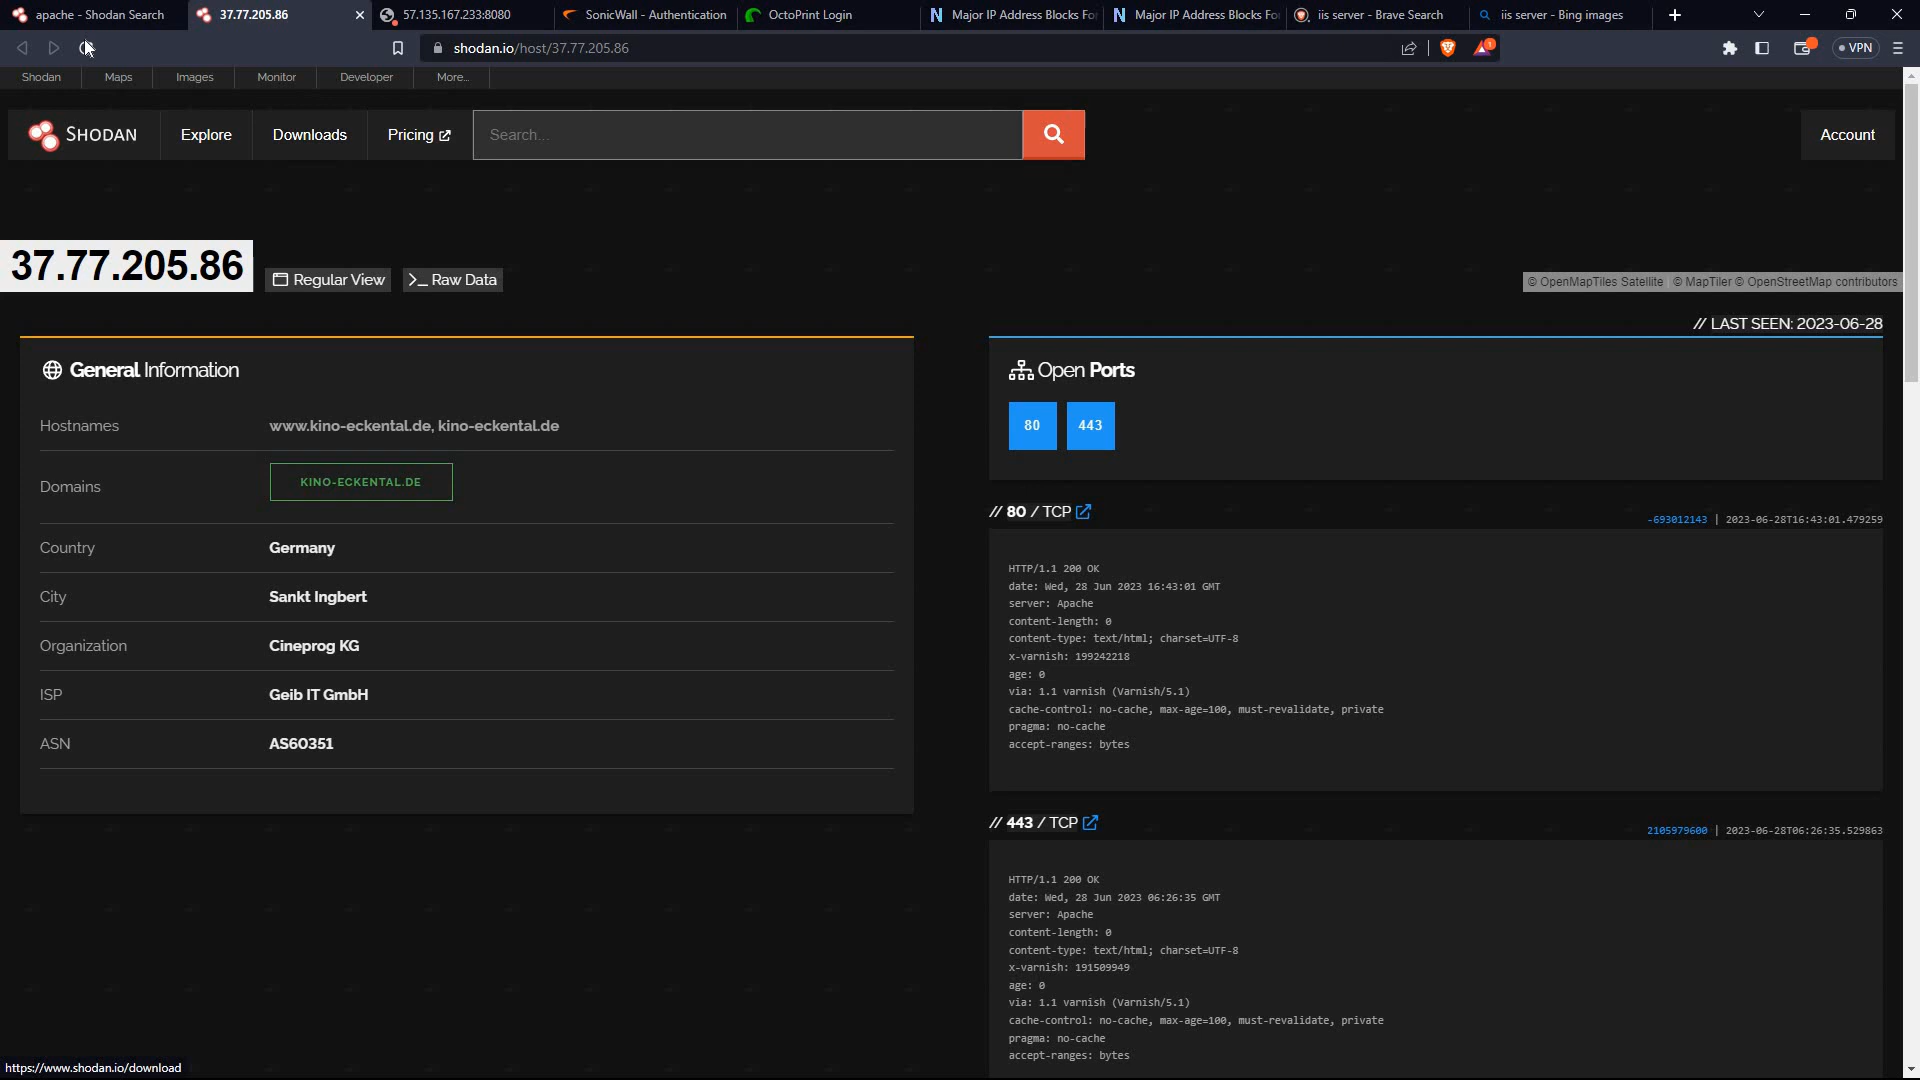 apache - Shodan Search
37.77.205.86
57.135.167.233:8080
SonicWall - Authentication
OctoPrint Login
Major IP Address Blocks Fo
Major IP Address Blocks Fo
iis server - Brave Search
iis server - Bing images
shodan.io/host/37.77.205.86
1
VPN
Shodan
Maps
Images
Monitor
Developer
More...
SHODAN
Explore
Downloads
Pricing
Search...
Account
37.77.205.86
Regular View
>_ Raw Data
© OpenMapTiles Satellite | © MapTiler © OpenStreetMap contributors
// LAST SEEN: 2023-06-28
General Information
Hostnames
www.kino-eckental.de, kino-eckental.de
Domains
KINO-ECKENTAL.DE
Country
Germany
City
Sankt Ingbert
Organization
Cineprog KG
ISP
Geib IT GmbH
ASN
AS60351
Open Ports
80
443
// 80 / TCP
-693012143 | 2023-06-28T16:43:01.479259
HTTP/1.1 200 OK
date: Wed, 28 Jun 2023 16:43:01 GMT
server: Apache
content-length: 0
content-type: text/html; charset=UTF-8
x-varnish: 199242218
age: 0
via: 1.1 varnish (Varnish/5.1)
cache-control: no-cache, max-age=100, must-revalidate, private
pragma: no-cache
accept-ranges: bytes
// 443 / TCP
2105979600 | 2023-06-28T06:26:35.529863
HTTP/1.1 200 OK
date: Wed, 28 Jun 2023 06:26:35 GMT
server: Apache
content-length: 0
content-type: text/html; charset=UTF-8
x-varnish: 191509949
age: 0
via: 1.1 varnish (Varnish/5.1)
cache-control: no-cache, max-age=100, must-revalidate, private
pragma: no-cache
accept-ranges: bytes
https://www.shodan.io/download